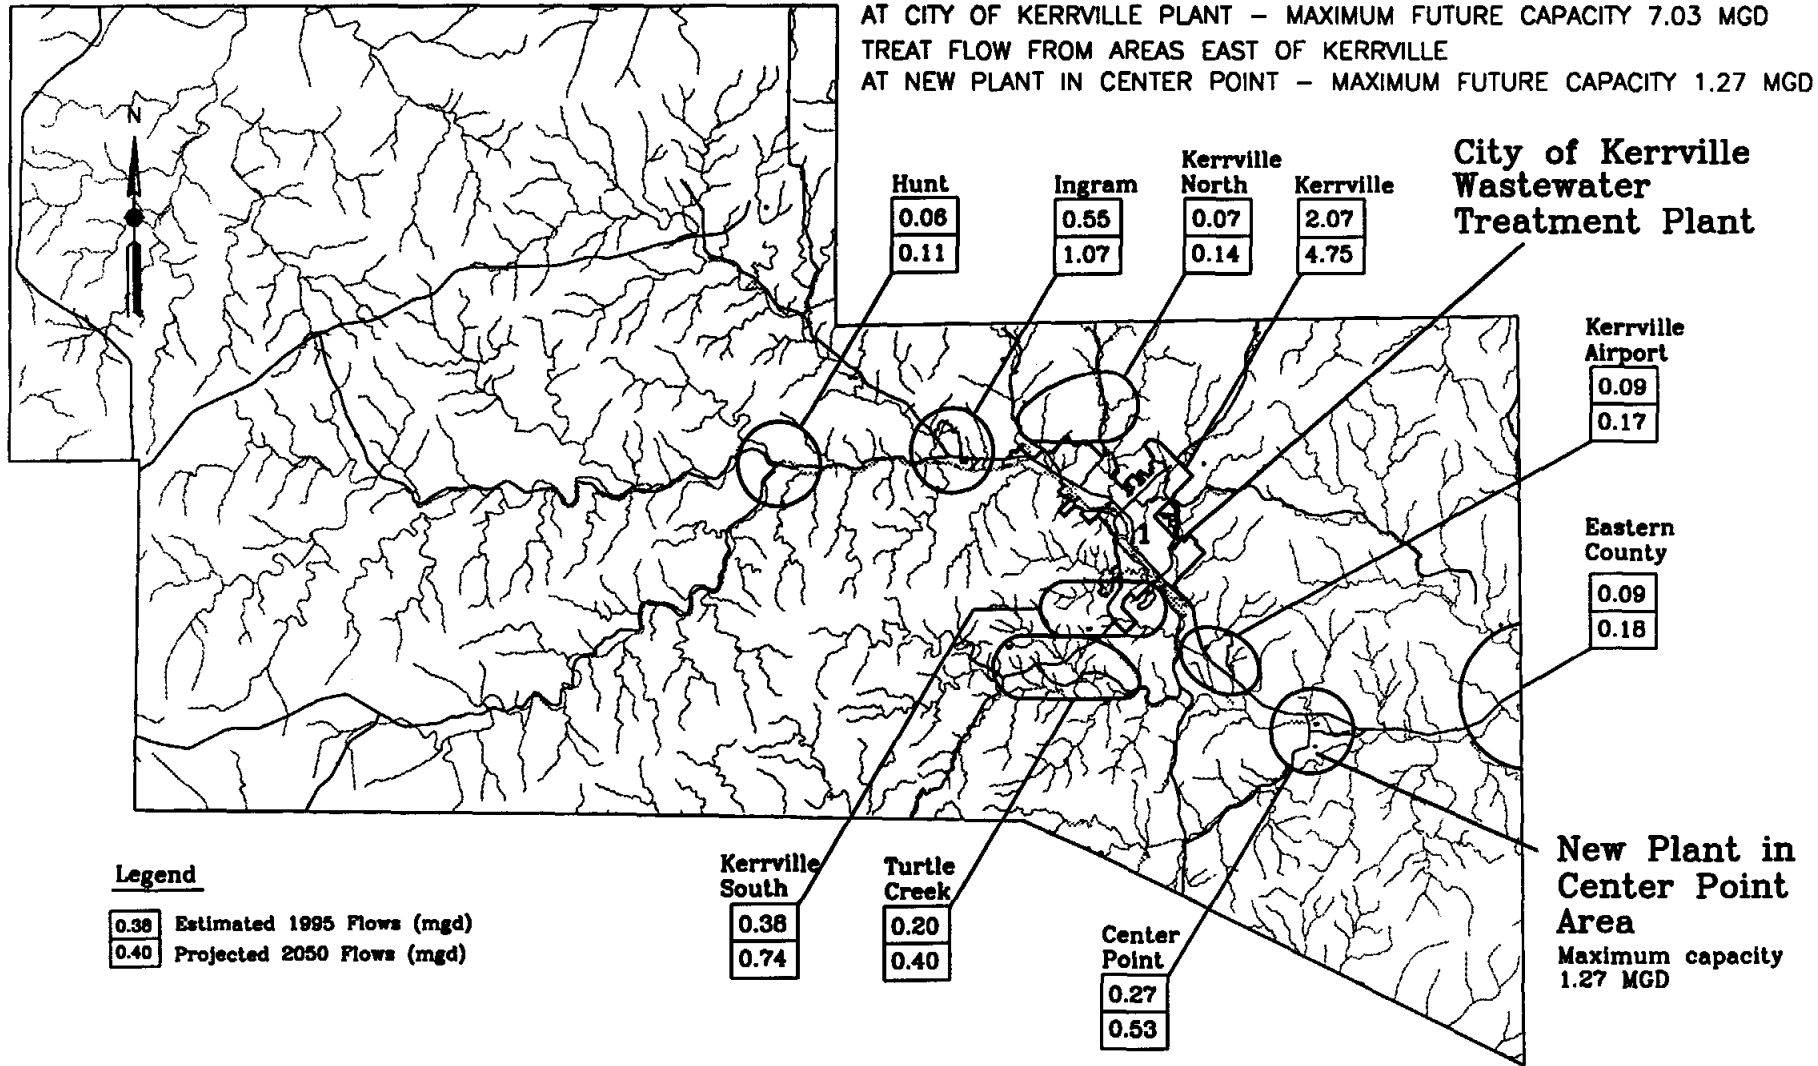 AT CITY OF KERRVILLE PLANT – MAXIMUM FUTURE CAPACITY 7.03 MGD
TREAT FLOW FROM AREAS EAST OF KERRVILLE
AT NEW PLANT IN CENTER POINT – MAXIMUM FUTURE CAPACITY 1.27 MGD
N
Hunt
0.06
0.11
Ingram
0.55
1.07
Kerrville
North
0.07
0.14
Kerrville
2.07
4.75
City of Kerrville
Wastewater
Treatment Plant
Kerrville
Airport
0.09
0.17
Eastern
County
0.09
0.18
Legend
0.38 Estimated 1995 Flows (mgd)
0.40 Projected 2050 Flows (mgd)
Kerrville
South
0.38
0.74
Turtle
Creek
0.20
0.40
Center
Point
0.27
0.53
New Plant in
Center Point
Area
Maximum capacity
1.27 MGD